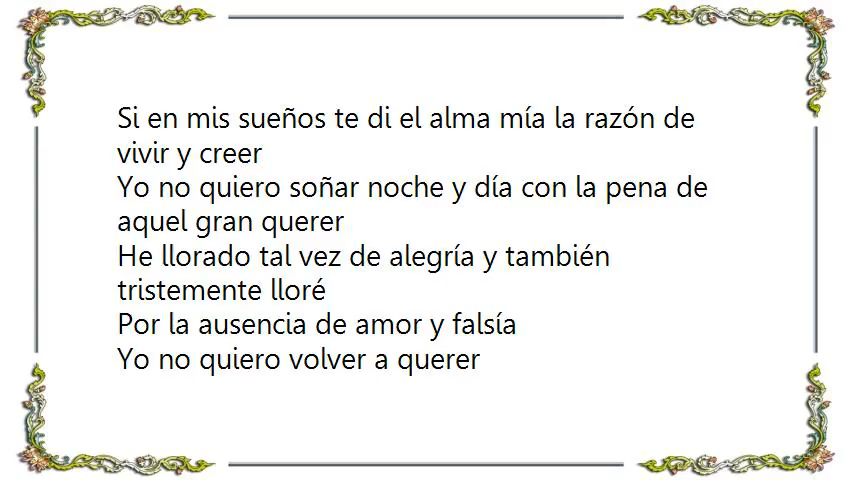 Si en mis sueños te di el alma mía la razón de
vivir y creer
Yo no quiero soñar noche y día con la pena de
aquel gran querer
He llorado tal vez de alegría y también
tristemente lloré
Por la ausencia de amor y falsía
Yo no quiero volver a querer